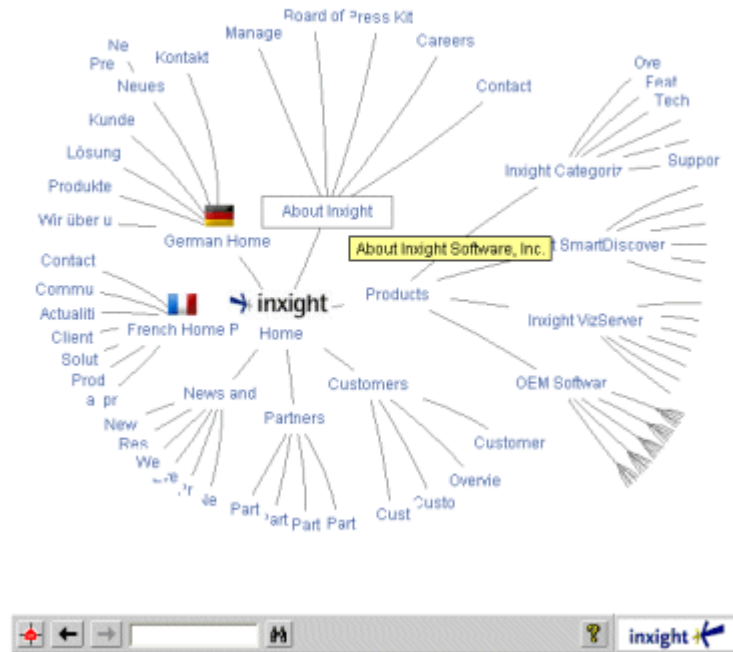 Board of
Press Kit
Manage
Careers
Contact
Ne
Pre
Kontakt
Neues
Kunde
Lösung
Produkte
Wir über u
German Home
About Inxight
About Inxight Software, Inc.
Ove
Feat
Tech
Inxight Categoriz
Suppor
t SmartDiscover
Products
Inxight VizServer
OEM Softwar
Contact
Commu
Actualiti
Client
Solut
Prod
a pr
French Home P
inxight
Home
News and
New
Res
We
Partners
Part
Part
Part
Customers
Customer
Overvie
Custo
Cust
inxight